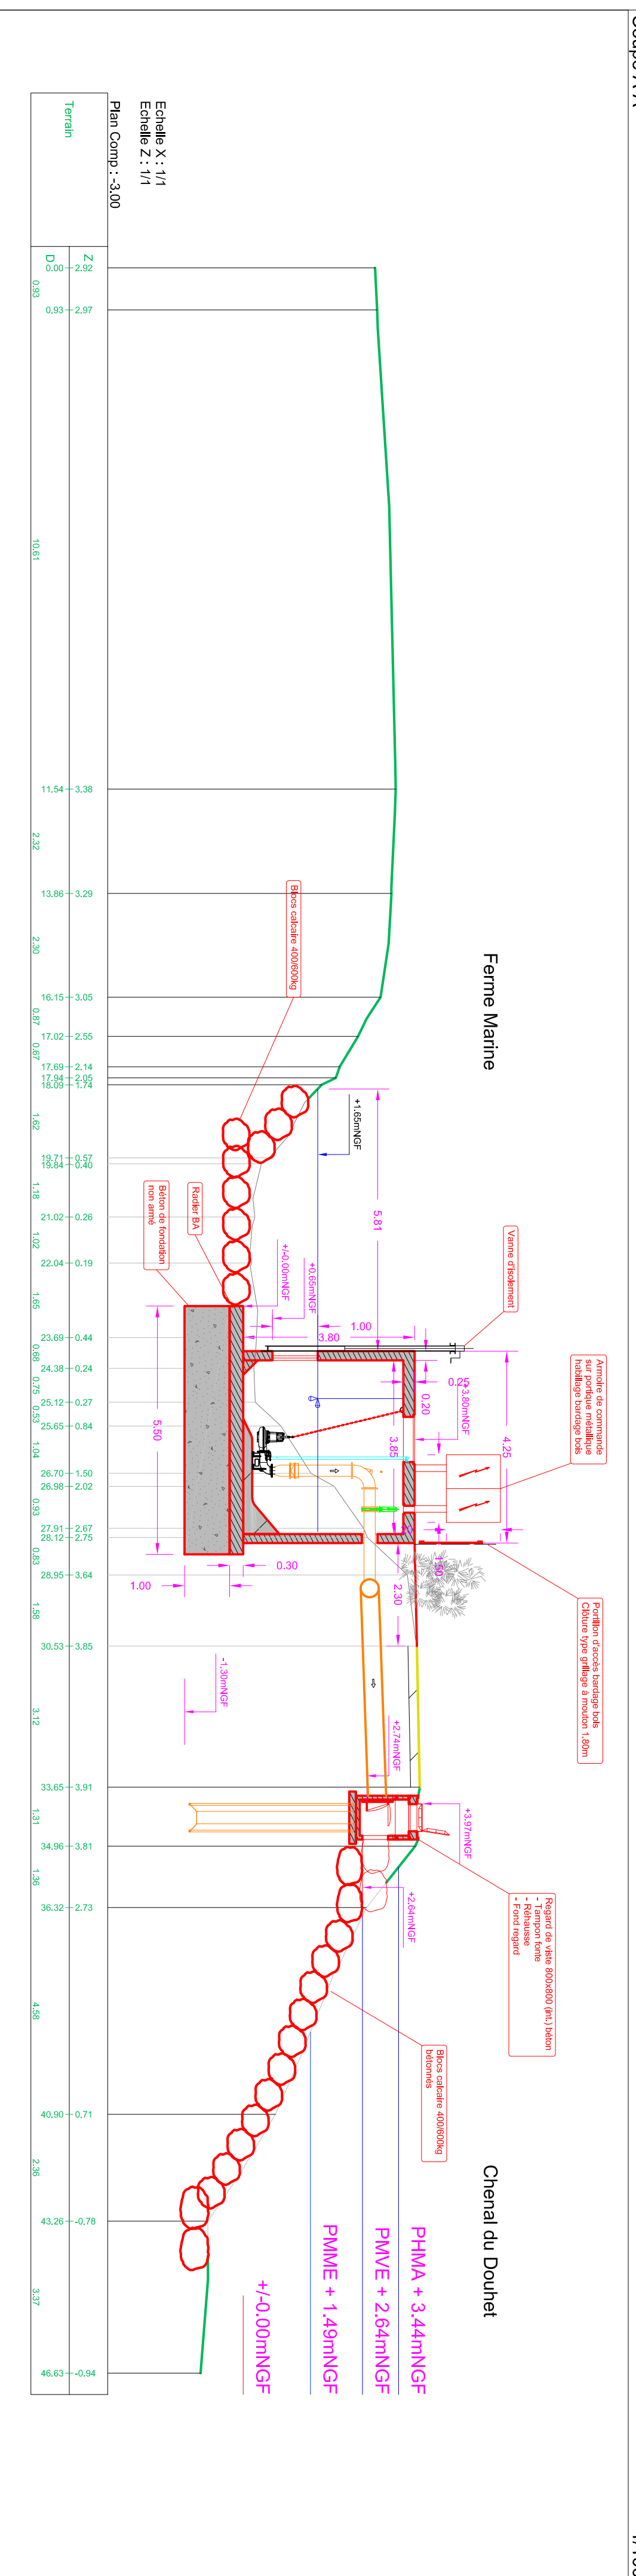 Echelle X : 1/1
Echelle Z : 1/1
Plan Comp : -3.00
Terrain
Z
D
Ferme Marine
Chenal du Douhet
Armoire de commande
sur portique métallique
habillage bardage bois
Portillon d'accès bardage bois
Clôture type grillage à mouton 1.80m
Vanne d'isolement
Regard de viste 800x800 (int.) béton
- Tampon fonte
- Réhausse
- Fond regard
Blocs calcaire 400/600kg
Blocs calcaire 400/600kg
bétonnés
Radier BA
Béton de fondation
non armé
PHMA + 3.44mNGF
PMVE + 2.64mNGF
PMME + 1.49mNGF
+/-0.00mNGF
+1.65mNGF
+0.65mNGF
+/-0.00mNGF
+3.80mNGF
+2.74mNGF
+3.97mNGF
+2.64mNGF
-1.30mNGF
5.81
1.00
3.80
0.25
0.20
4.25
3.85
1.50
2.30
5.50
0.30
1.00
2.92 2.97 3.38 3.29 3.05 2.55 2.14 2.05 1.74 0.57 0.40 0.26 0.19 0.44 0.24 0.27 0.84 1.50 2.02 2.67 2.75 3.64 3.85 3.91 3.81 2.73 0.71 -0.78 -0.94
0.00 0.93 11.54 13.86 16.15 17.02 17.69 17.94 18.09 19.71 19.84 21.02 22.04 23.69 24.38 25.12 25.65 26.70 26.98 27.91 28.12 28.95 30.53 33.65 34.96 36.32 40.90 43.26 46.63
0.93 10.61 2.32 2.30 0.87 0.67 1.62 1.18 1.02 1.65 0.68 0.75 0.53 1.04 0.93 0.83 1.58 3.12 1.31 1.36 4.58 2.36 3.37